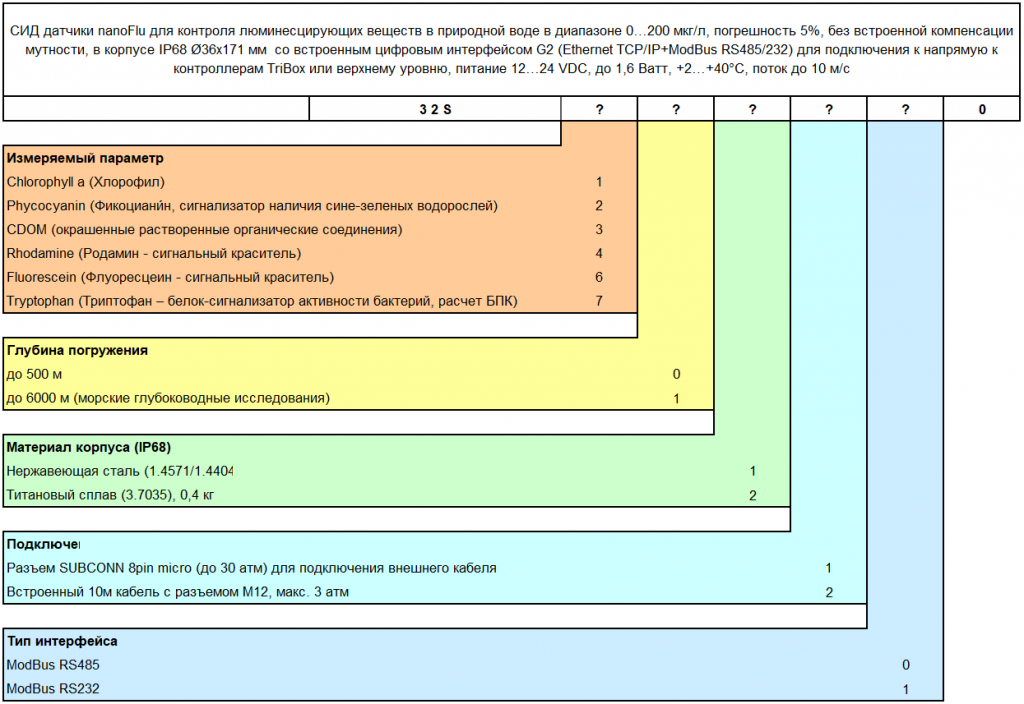 СИД датчики nanoFlu для контроля люминесцирующих веществ в природной воде в диапазоне 0…200 мкг/л, погрешность 5%, без встроенной компенсации
мутности, в корпусе IP68 Ø36x171 мм со встроенным цифровым интерфейсом G2 (Ethernet TCP/IP+ModBus RS485/232) для подключения к напрямую к
контроллерам TriBox или верхнему уровню, питание 12…24 VDC, до 1,6 Ватт, +2…+40°C, поток до 10 м/с
3 2 S ? ? ? ? ? 0
Измеряемый параметр
Chlorophyll a (Хлорофил) 1
Phycocyanin (Фикоциани́н, сигнализатор наличия сине-зеленых водорослей) 2
CDOM (окрашенные растворенные органические соединения) 3
Rhodamine (Родамин - сигнальный краситель) 4
Fluorescein (Флуоресцеин - сигнальный краситель) 6
Tryptophan (Триптофан – белок-сигнализатор активности бактерий, расчет БПК) 7
Глубина погружения
до 500 м 0
до 6000 м (морские глубоководные исследования) 1
Материал корпуса (IP68)
Нержавеющая сталь (1.4571/1.4404 1
Титановый сплав (3.7035), 0,4 кг 2
Подключе
Разъем SUBCONN 8pin micro (до 30 атм) для подключения внешнего кабеля 1
Встроенный 10м кабель с разъемом M12, макс. 3 атм 2
Тип интерфейса
ModBus RS485 0
ModBus RS232 1